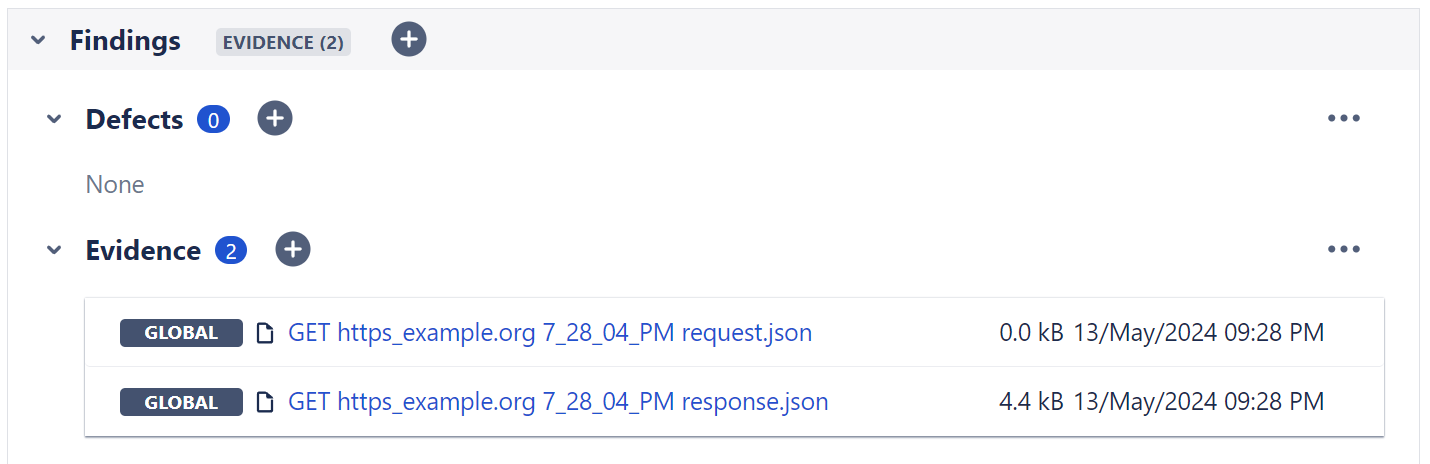 Findings EVIDENCE (2)
Defects 0
None
Evidence 2
GLOBAL GET https_example.org 7_28_04_PM request.json 0.0 kB 13/May/2024 09:28 PM
GLOBAL GET https_example.org 7_28_04_PM response.json 4.4 kB 13/May/2024 09:28 PM